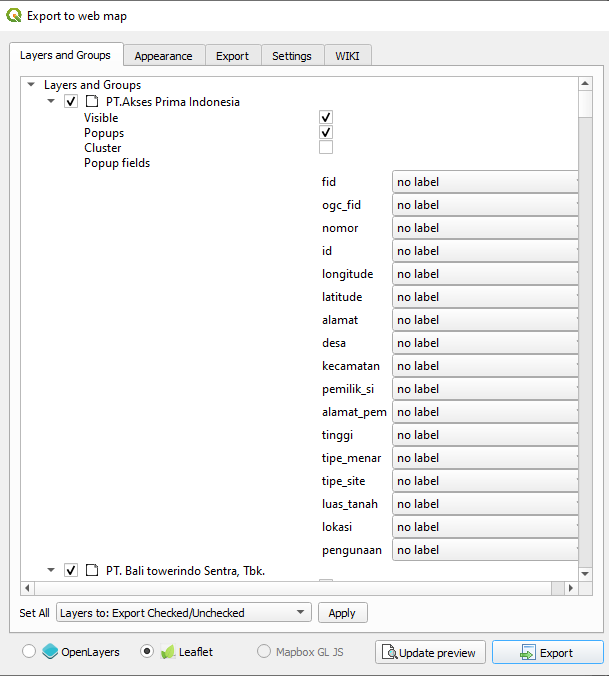 Export to web map
Layers and Groups Appearance Export Settings WIKI
Layers and Groups
PT.Akses Prima Indonesia
Visible
Popups
Cluster
Popup fields
fid no label
ogc_fid no label
nomor no label
id no label
longitude no label
latitude no label
alamat no label
desa no label
kecamatan no label
pemilik_si no label
alamat_pem no label
tinggi no label
tipe_menar no label
tipe_site no label
luas_tanah no label
lokasi no label
pengunaan no label
PT. Bali towerindo Sentra, Tbk.
Set All Layers to: Export Checked/Unchecked Apply
OpenLayers Leaflet Mapbox GL JS Update preview Export